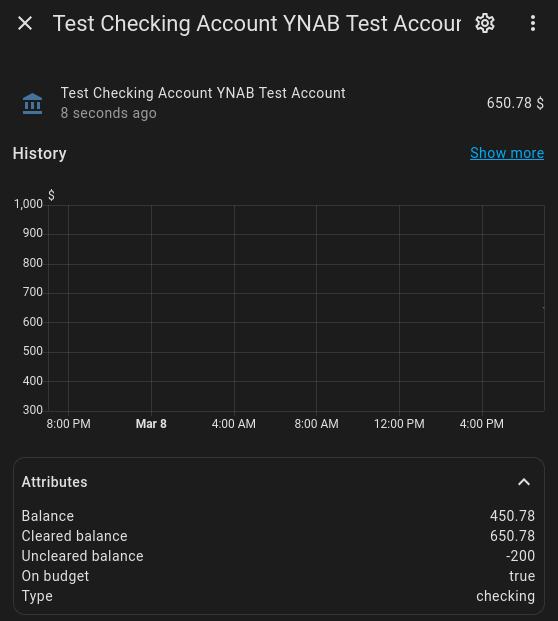 Test Checking Account YNAB Test Accour
Test Checking Account YNAB Test Account
8 seconds ago
650.78 $
History
Show more
$
1,000
900
800
700
600
500
400
300
8:00 PM
Mar 8
4:00 AM
8:00 AM
12:00 PM
4:00 PM
Attributes
Balance 450.78
Cleared balance 650.78
Uncleared balance -200
On budget true
Type checking